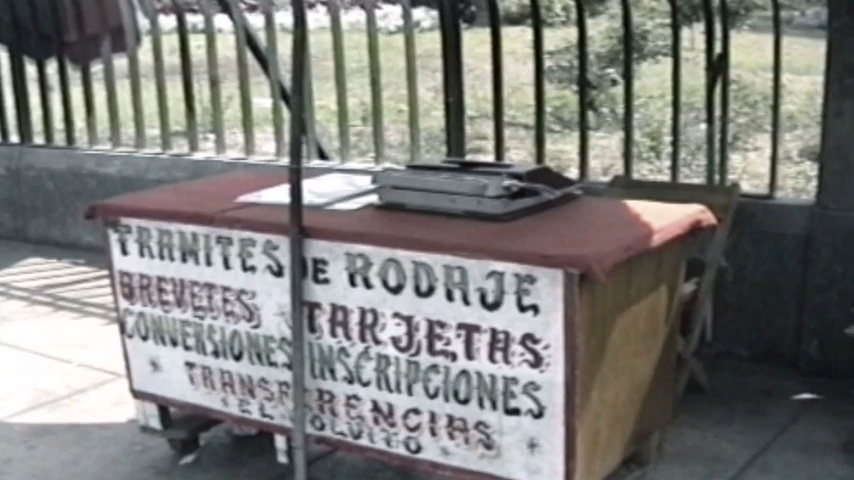 TRAMITES DE RODAJE
BREVETES TARJETAS
CONVERSIONES INSCRIPCIONES
* TRANSFERENCIAS *